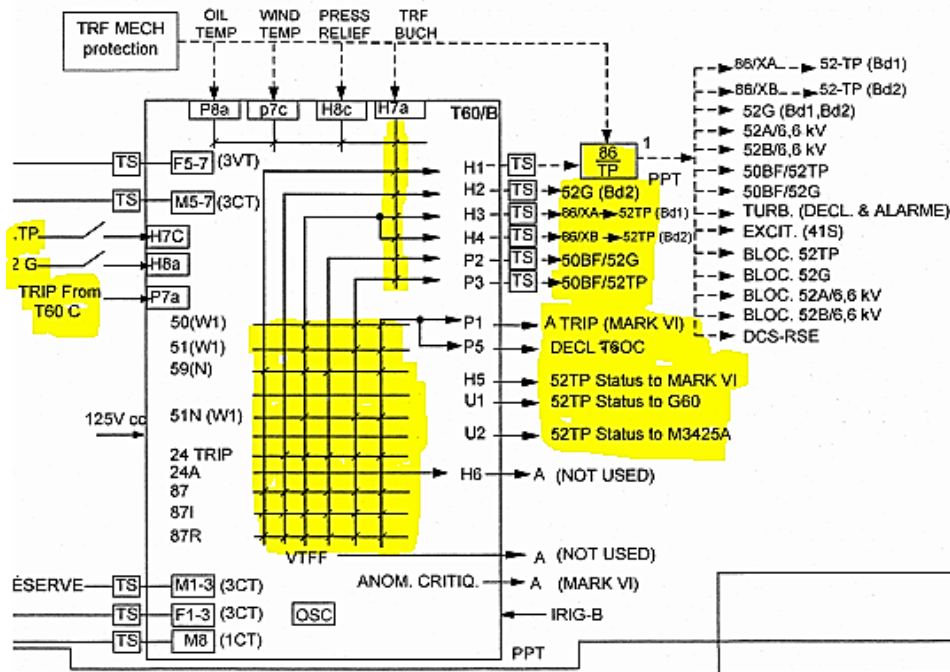 TRF MECH
protection
OIL
TEMP
WIND
TEMP
PRESS
RELIEF
TRF
BUCH
P8a
p7c
H8c
H7a
T60/B
TS
F5-7 (3VT)
TS
M5-7 (3CT)
.TP
H7C
2 G
H8a
TRIP From
T60 C
P7a
50(W1)
51(W1)
59(N)
51N (W1)
125V cc
24 TRIP
24A
87
87I
87R
VTFF
H1 TS
H2 TS 52G (Bd2)
H3 TS 86/XA 52TP (Bd1)
H4 TS 86/XB 52TP (Bd2)
P2 TS 50BF/52G
P3 TS 50BF/52TP
P1 A TRIP (MARK VI)
P5 DECL T6OC
H5 52TP Status to MARK VI
U1 52TP Status to G60
U2 52TP Status to M3425A
H6 A (NOT USED)
A (NOT USED)
ANOM. CRITIQ. A (MARK VI)
IRIG-B
86
TP
1
PPT
86/XA 52-TP (Bd1)
86/XB 52-TP (Bd2)
52G (Bd1,Bd2)
52A/6,6 kV
52B/6,6 kV
50BF/52TP
50BF/52G
TURB. (DECL. & ALARME)
EXCIT. (41S)
BLOC. 52TP
BLOC. 52G
BLOC. 52A/6,6 kV
BLOC. 52B/6,6 kV
DCS-RSE
ÉSERVE TS M1-3 (3CT)
TS F1-3 (3CT)
OSC
TS M8 (1CT)
PPT